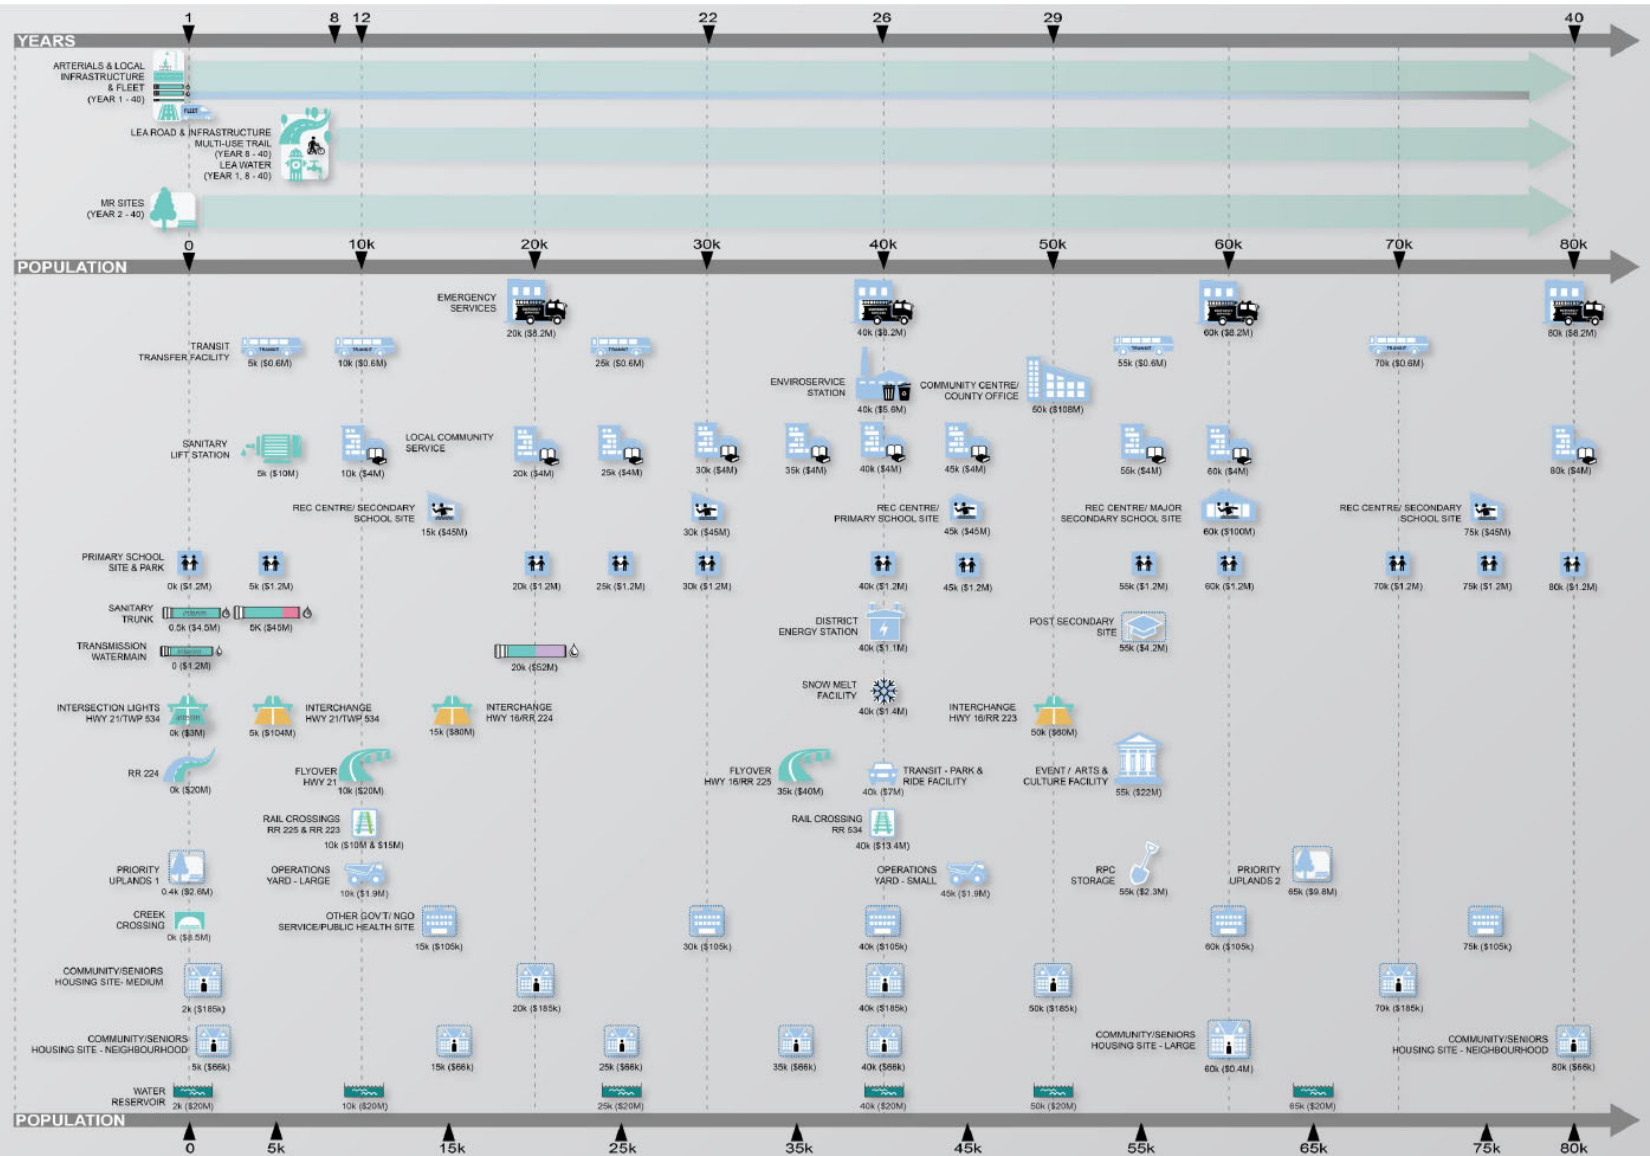 1 8 12 22 26 29 40
YEARS
ARTERIALS & LOCAL
INFRASTRUCTURE
& FLEET
(YEAR 1 - 40)
FLEET
LEA ROAD & INFRASTRUCTURE
MULTI-USE TRAIL
(YEAR 8 - 40)
LEA WATER
(YEAR 1, 8 - 40)
MR SITES
(YEAR 2 - 40)
0 10k 20k 30k 40k 50k 60k 70k 80k
POPULATION
EMERGENCY
SERVICES
20k ($8.2M) 40k ($8.2M) 60k ($8.2M) 80k ($8.2M)
TRANSIT
TRANSFER FACILITY
TRANSIT TRANSIT TRANSIT TRANSIT TRANSIT
5k ($0.6M) 10k ($0.6M) 25k ($0.6M) 55k ($0.6M) 70k ($0.6M)
ENVIROSERVICE
STATION
40k ($5.6M)
COMMUNITY CENTRE/
COUNTY OFFICE
50k ($108M)
SANITARY
LIFT STATION
5k ($10M)
LOCAL COMMUNITY
SERVICE
10k ($4M) 20k ($4M) 25k ($4M) 30k ($4M) 35k ($4M) 40k ($4M) 45k ($4M) 55k ($4M) 60k ($4M) 80k ($4M)
REC CENTRE/ SECONDARY
SCHOOL SITE
15k ($45M) 30k ($45M)
REC CENTRE/
PRIMARY SCHOOL SITE
45k ($45M)
REC CENTRE/ MAJOR
SECONDARY SCHOOL SITE
60k ($100M)
REC CENTRE/ SECONDARY
SCHOOL SITE
75k ($45M)
PRIMARY SCHOOL
SITE & PARK
0k ($1.2M) 5k ($1.2M) 20k ($1.2M) 25k ($1.2M) 30k ($1.2M) 40k ($1.2M) 45k ($1.2M) 55k ($1.2M) 60k ($1.2M) 70k ($1.2M) 75k ($1.2M) 80k ($1.2M)
SANITARY
TRUNK
0.5k ($4.5M) 5K ($45M)
DISTRICT
ENERGY STATION
40k ($1.1M)
POST SECONDARY
SITE
55k ($4.2M)
TRANSMISSION
WATERMAIN
0 ($1.2M) 20k ($52M)
SNOW MELT
FACILITY
40k ($1.4M)
INTERSECTION LIGHTS
HWY 21/TWP 534
0k ($3M)
INTERCHANGE
HWY 21/TWP 534
5k ($104M)
INTERCHANGE
HWY 16/RR 224
15k ($80M)
INTERCHANGE
HWY 16/RR 223
50k ($60M)
RR 224
0k ($20M)
FLYOVER
HWY 21
10k ($20M)
FLYOVER
HWY 16/RR 225
35k ($40M)
TRANSIT - PARK &
RIDE FACILITY
40k ($7M)
EVENT / ARTS &
CULTURE FACILITY
55k ($22M)
RAIL CROSSINGS
RR 225 & RR 223
10k ($10M & $15M)
RAIL CROSSING
RR 534
40k ($13.4M)
PRIORITY
UPLANDS 1
0.4k ($2.6M)
OPERATIONS
YARD - LARGE
10k ($1.9M)
OPERATIONS
YARD - SMALL
45k ($1.9M)
RPC
STORAGE
55k ($2.3M)
PRIORITY
UPLANDS 2
65k ($9.8M)
CREEK
CROSSING
0k ($8.5M)
OTHER GOV'T/ NGO
SERVICE/PUBLIC HEALTH SITE
15k ($105k) 30k ($105k) 40k ($105k) 60k ($105k) 75k ($105k)
COMMUNITY/SENIORS
HOUSING SITE- MEDIUM
2k ($185k) 20k ($185k) 40k ($185k) 50k ($185k) 70k ($185k)
COMMUNITY/SENIORS
HOUSING SITE - NEIGHBOURHOOD
5k ($66k) 15k ($66k) 25k ($66k) 35k ($66k) 40k ($66k)
COMMUNITY/SENIORS
HOUSING SITE - LARGE
60k ($0.4M)
COMMUNITY/SENIORS
HOUSING SITE - NEIGHBOURHOOD
80k ($66k)
WATER
RESERVOIR
2k ($20M) 10k ($20M) 25k ($20M) 40k ($20M) 50k ($20M) 65k ($20M)
POPULATION
0 5k 15k 25k 35k 45k 55k 65k 75k 80k